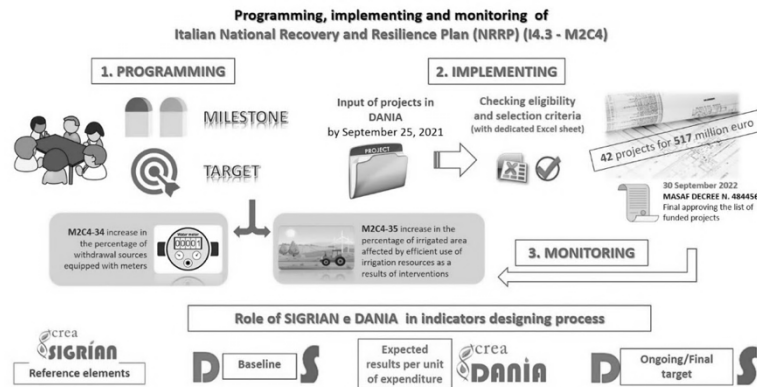 Programming, implementing and monitoring of
Italian National Recovery and Resilience Plan (NRRP) (I4.3 - M2C4)
1. PROGRAMMING
MILESTONE
TARGET
M2C4-34 increase in
the percentage of
withdrawal sources
equipped with meters
Water meter
00001
M2C4-35 increase in the
percentage of irrigated area
affected by efficient use of
irrigation resources as a
results of interventions
2. IMPLEMENTING
Input of projects in
DANIA
by September 25, 2021
PROJECT
Checking eligibility
and selection criteria
(with dedicated Excel sheet)
42 projects for 517 million euro
30 September 2022
MASAF DECREE N. 484456
Final approving the list of
funded projects
3. MONITORING
Role of SIGRIAN e DANIA in indicators designing process
crea
SIGRÍAN
Reference elements
D S
Baseline
Expected
results per unit
of expenditure
crea
DANÌA
D S
Ongoing/Final
target